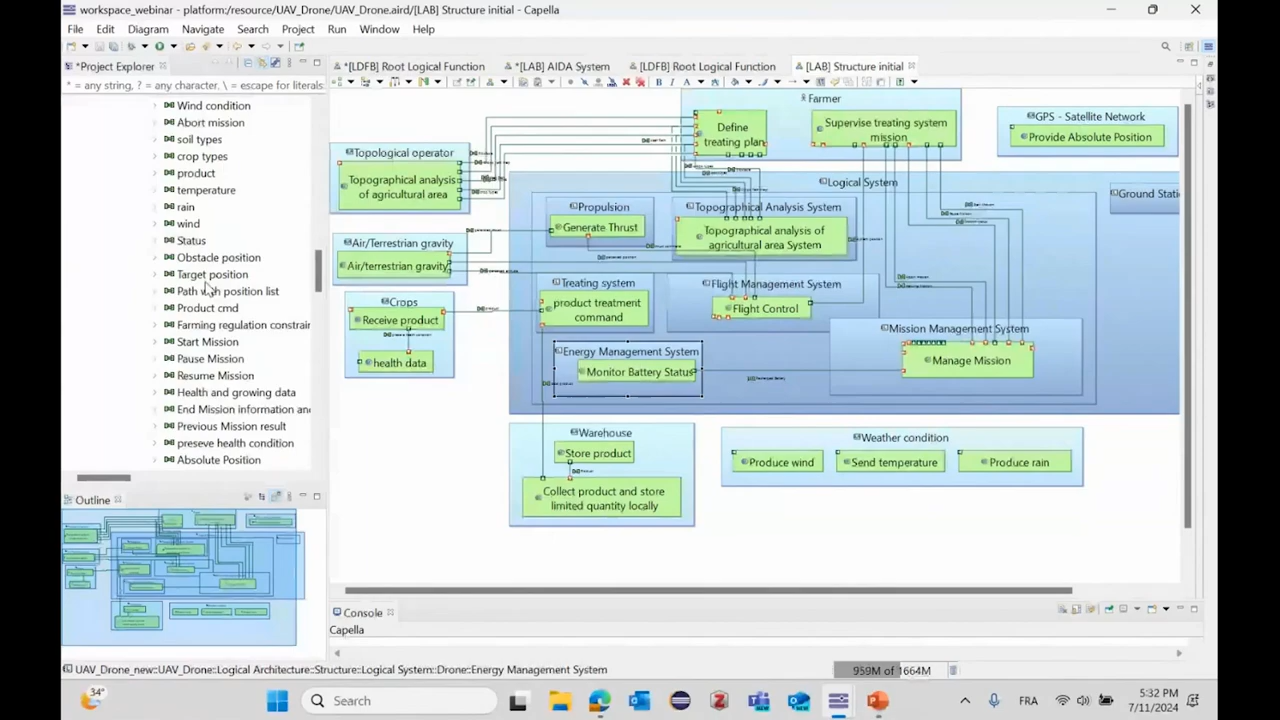 workspace_webinar - platform:/resource/UAV_Drone/UAV_Drone.aird/[LAB] Structure initial - Capella
File Edit Diagram Navigate Search Project Run Window Help
*Project Explorer
*[LDFB] Root Logical Function
*[LAB] AIDA System
[LDFB] Root Logical Function
[LAB] Structure initial
* = any string, ? = any character, \ = escape for literals:
Wind condition
Abort mission
soil types
crop types
product
temperature
rain
wind
Status
Obstacle position
Target position
Path with position list
Product cmd
Farming regulation constrain
Start Mission
Pause Mission
Resume Mission
Health and growing data
End Mission information an
Previous Mission result
preseve health condition
Absolute Position
Outline
Farmer
Define
treating plan
Supervise treating system
mission
GPS - Satellite Network
Provide Absolute Position
Topological operator
Topographical analysis
of agricultural area
Logical System
Ground Stati
Propulsion
Generate Thrust
Topographical Analysis System
Topographical analysis of
agricultural area System
Air/Terrestrian gravity
Air/terrestrian gravity
Treating system
product treatment
command
Flight Management System
Flight Control
Crops
Receive product
health data
Mission Management System
Manage Mission
Energy Management System
Monitor Battery Status
Warehouse
Store product
Collect product and store
limited quantity locally
Weather condition
Produce wind
Send temperature
Produce rain
Console
Capella
UAV_Drone_new::UAV_Drone::Logical Architecture::Structure::Logical System::Drone::Energy Management System
959M of 1664M
34°
Search
FRA
5:32 PM
7/11/2024